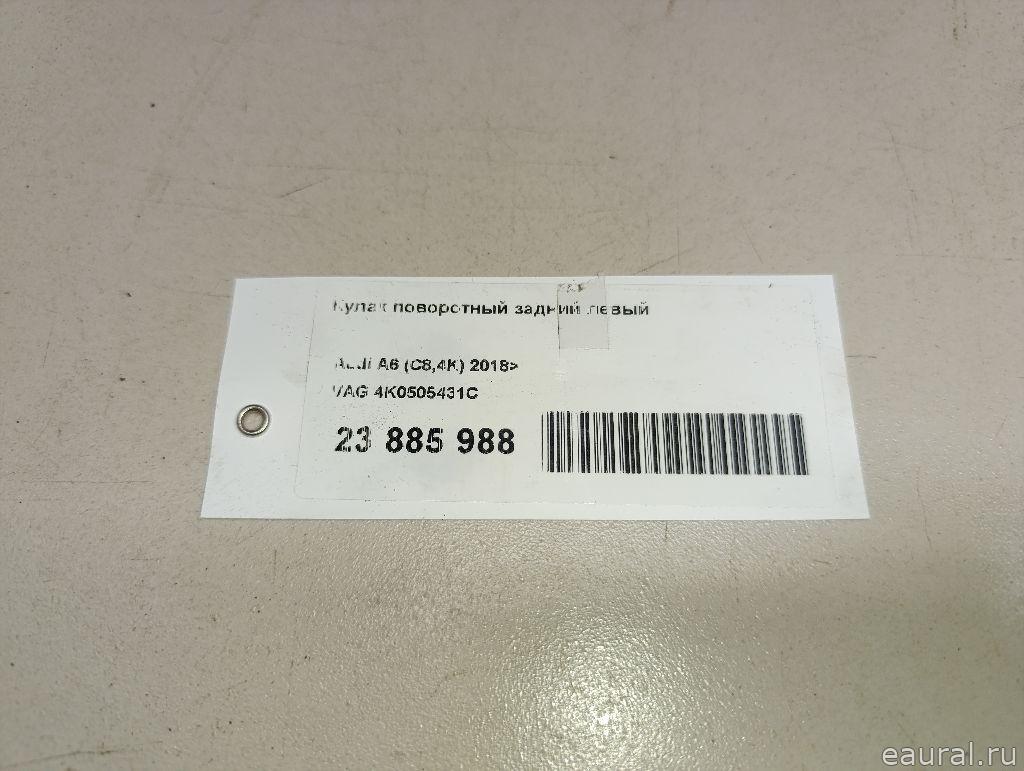 Кулак поворотный задний левый
AUDI A6 (C8,4K) 2018>
VAG 4K0505431C
23 885 988
eaural.ru